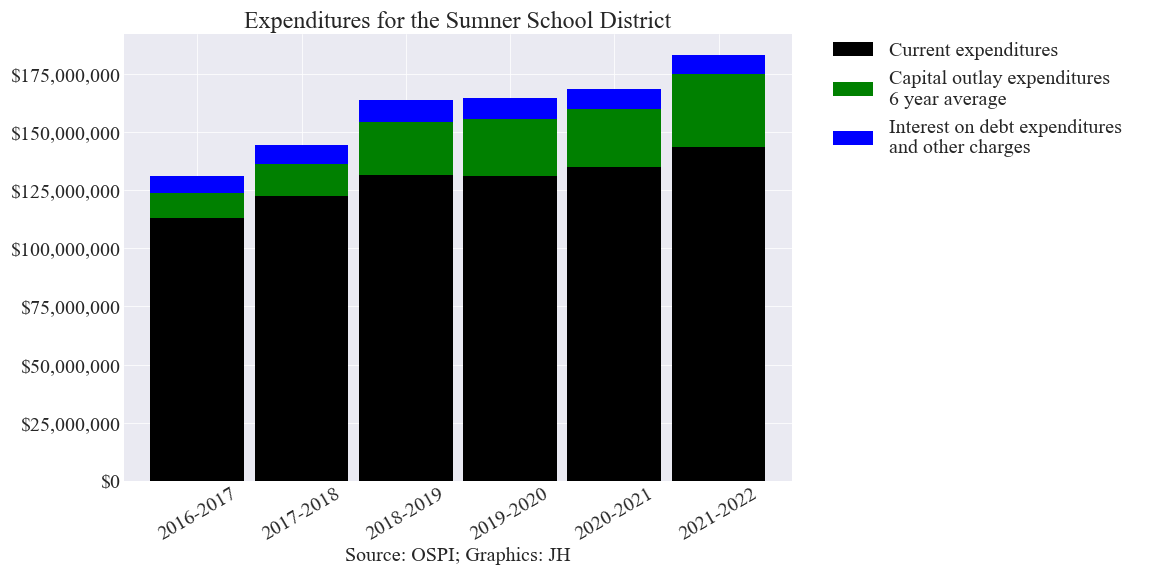 Expenditures for the Sumner School District
$175,000,000
$150,000,000
$125,000,000
$100,000,000
$75,000,000
$50,000,000
$25,000,000
$0
2016-2017
2017-2018
2018-2019
2019-2020
2020-2021
2021-2022
Source: OSPI; Graphics: JH
Current expenditures
Capital outlay expenditures
6 year average
Interest on debt expenditures
and other charges